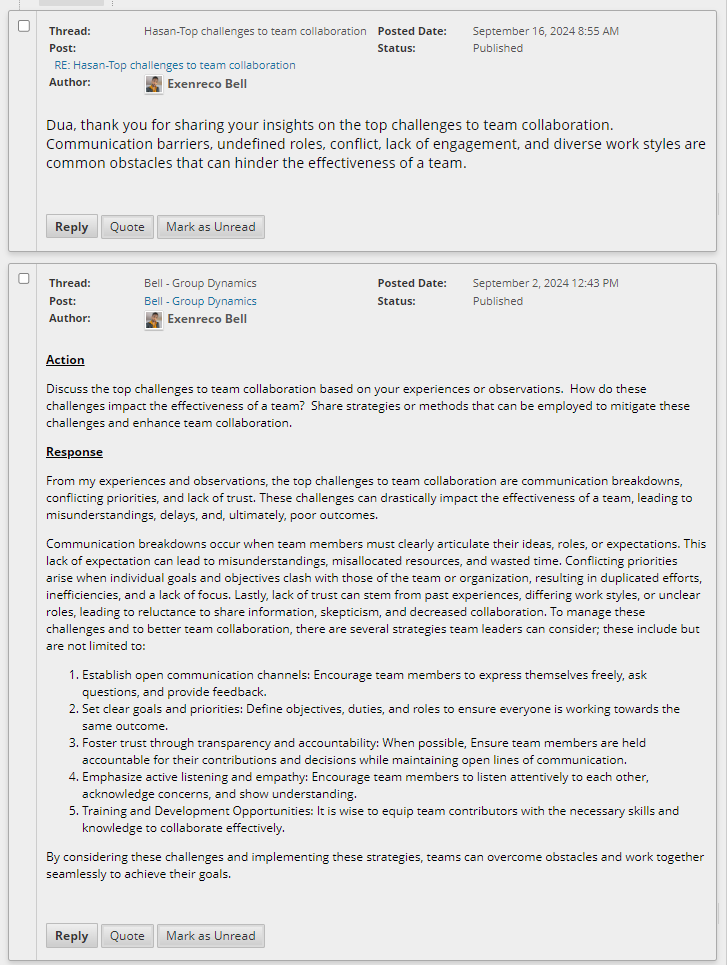 Thread: Hasan-Top challenges to team collaboration Posted Date: September 16, 2024 8:55 AM
Post: Status: Published
RE: Hasan-Top challenges to team collaboration
Author: Exenreco Bell
Dua, thank you for sharing your insights on the top challenges to team collaboration.
Communication barriers, undefined roles, conflict, lack of engagement, and diverse work styles are
common obstacles that can hinder the effectiveness of a team.
Reply Quote Mark as Unread
Thread: Bell - Group Dynamics Posted Date: September 2, 2024 12:43 PM
Post: Bell - Group Dynamics Status: Published
Author: Exenreco Bell
Action
Discuss the top challenges to team collaboration based on your experiences or observations. How do these
challenges impact the effectiveness of a team? Share strategies or methods that can be employed to mitigate these
challenges and enhance team collaboration.
Response
From my experiences and observations, the top challenges to team collaboration are communication breakdowns,
conflicting priorities, and lack of trust. These challenges can drastically impact the effectiveness of a team, leading to
misunderstandings, delays, and, ultimately, poor outcomes.
Communication breakdowns occur when team members must clearly articulate their ideas, roles, or expectations. This
lack of expectation can lead to misunderstandings, misallocated resources, and wasted time. Conflicting priorities
arise when individual goals and objectives clash with those of the team or organization, resulting in duplicated efforts,
inefficiencies, and a lack of focus. Lastly, lack of trust can stem from past experiences, differing work styles, or unclear
roles, leading to reluctance to share information, skepticism, and decreased collaboration. To manage these
challenges and to better team collaboration, there are several strategies team leaders can consider; these include but
are not limited to:
1. Establish open communication channels: Encourage team members to express themselves freely, ask
questions, and provide feedback.
2. Set clear goals and priorities: Define objectives, duties, and roles to ensure everyone is working towards the
same outcome.
3. Foster trust through transparency and accountability: When possible, Ensure team members are held
accountable for their contributions and decisions while maintaining open lines of communication.
4. Emphasize active listening and empathy: Encourage team members to listen attentively to each other,
acknowledge concerns, and show understanding.
5. Training and Development Opportunities: It is wise to equip team contributors with the necessary skills and
knowledge to collaborate effectively.
By considering these challenges and implementing these strategies, teams can overcome obstacles and work together
seamlessly to achieve their goals.
Reply Quote Mark as Unread